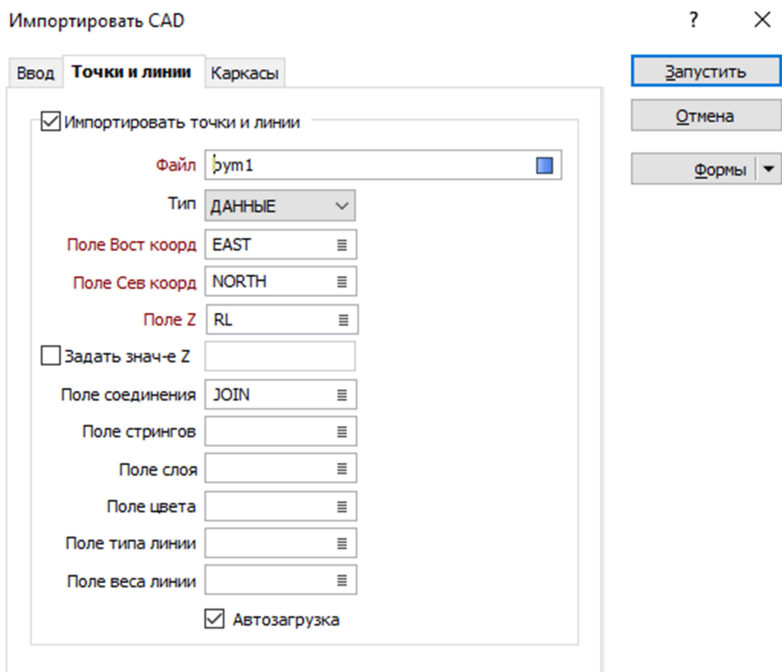 Импортировать CAD
?
Ввод Точки и линии Каркасы
Запустить
Отмена
Формы
Импортировать точки и линии
Файл pym1
Тип ДАННЫЕ
Поле Вост коорд EAST
Поле Сев коорд NORTH
Поле Z RL
Задать знач-е Z
Поле соединения JOIN
Поле стрингов
Поле слоя
Поле цвета
Поле типа линии
Поле веса линии
Автозагрузка